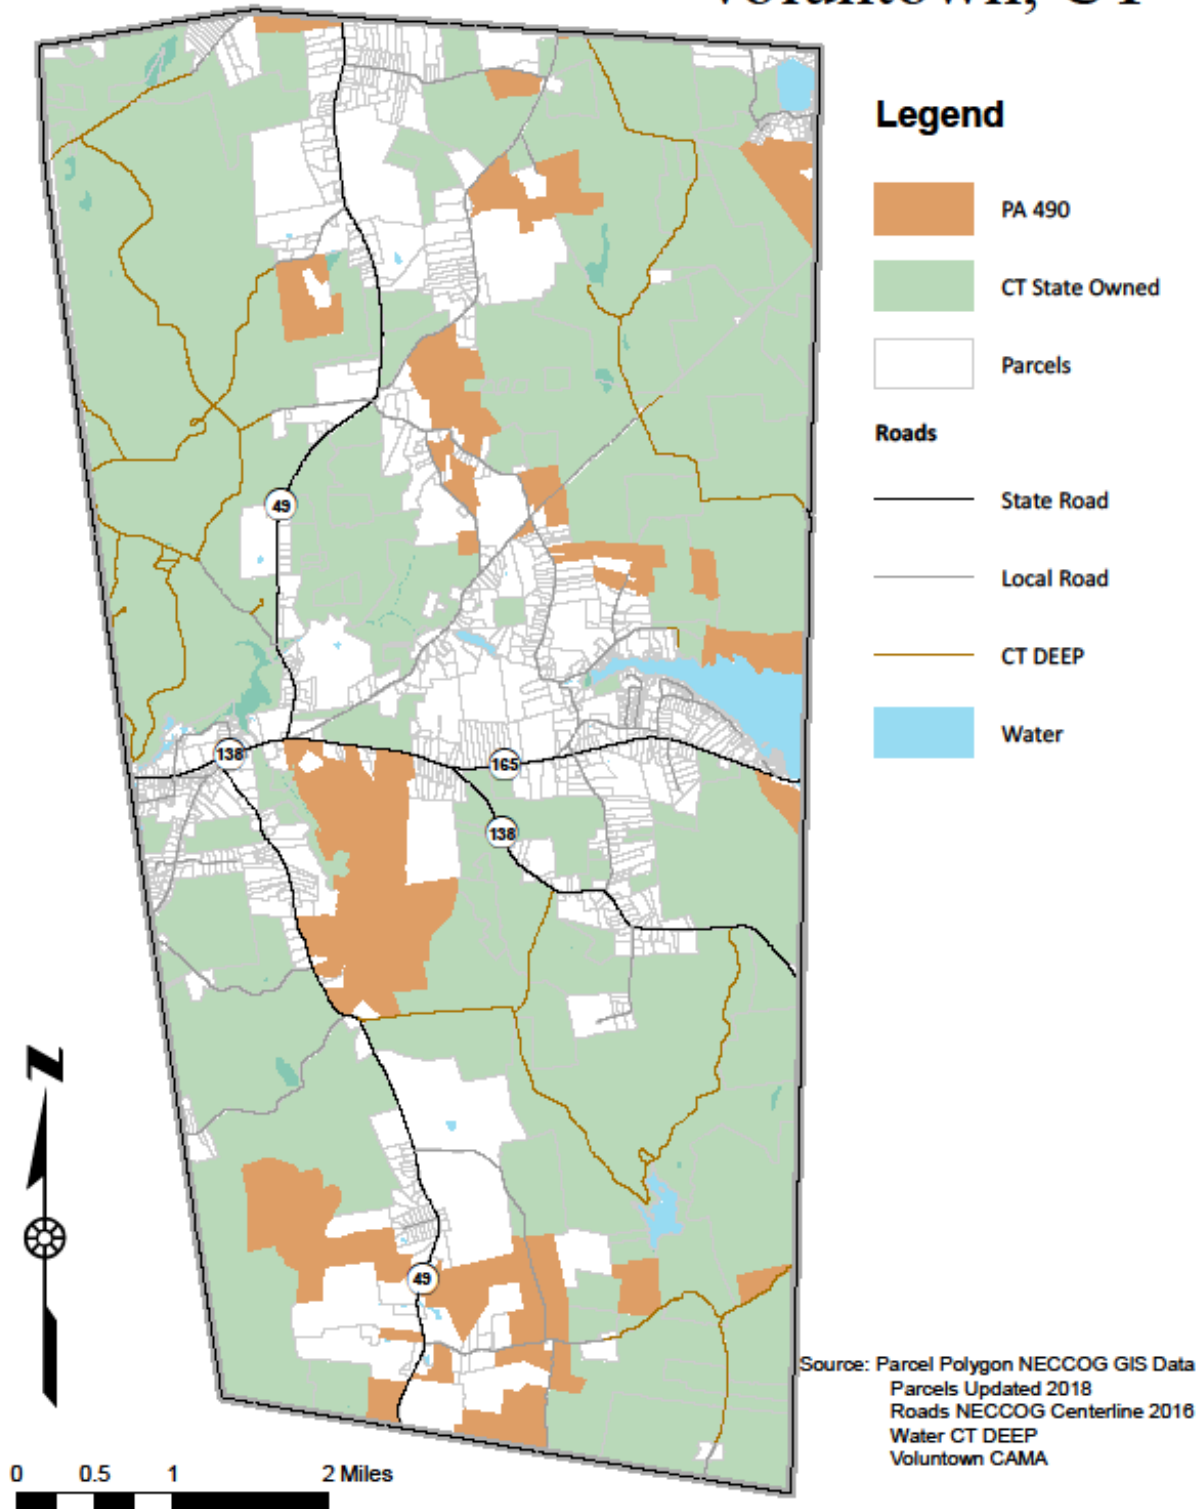 Voluntown, CT
Legend
PA 490
CT State Owned
Parcels
Roads
State Road
Local Road
CT DEEP
Water
49
138
165
138
49
N
Source: Parcel Polygon NECCOG GIS Data
Parcels Updated 2018
Roads NECCOG Centerline 2016
Water CT DEEP
Voluntown CAMA
0 0.5 1 2 Miles